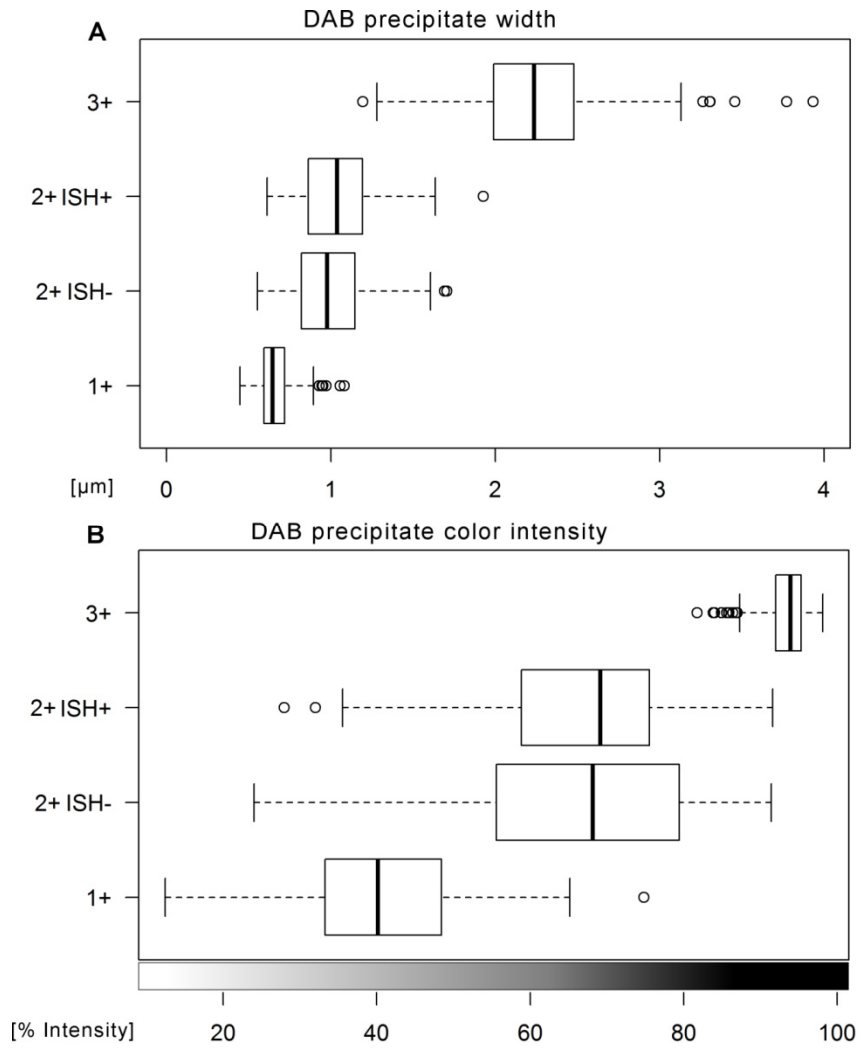 A DAB precipitate width
3+
2+ ISH+
2+ ISH-
1+
[µm] 0 1 2 3 4
B DAB precipitate color intensity
3+
2+ ISH+
2+ ISH-
1+
[% Intensity] 20 40 60 80 100